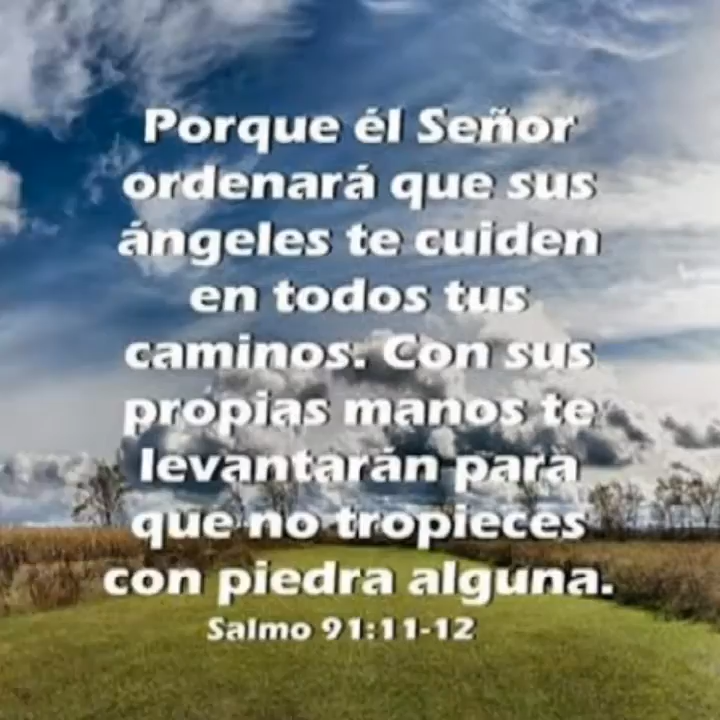 Porque él Señor
ordenará que sus
ángeles te cuiden
en todos tus
caminos. Con sus
propias manos te
levantarán para
que no tropieces
con piedra alguna.
Salmo 91:11-12